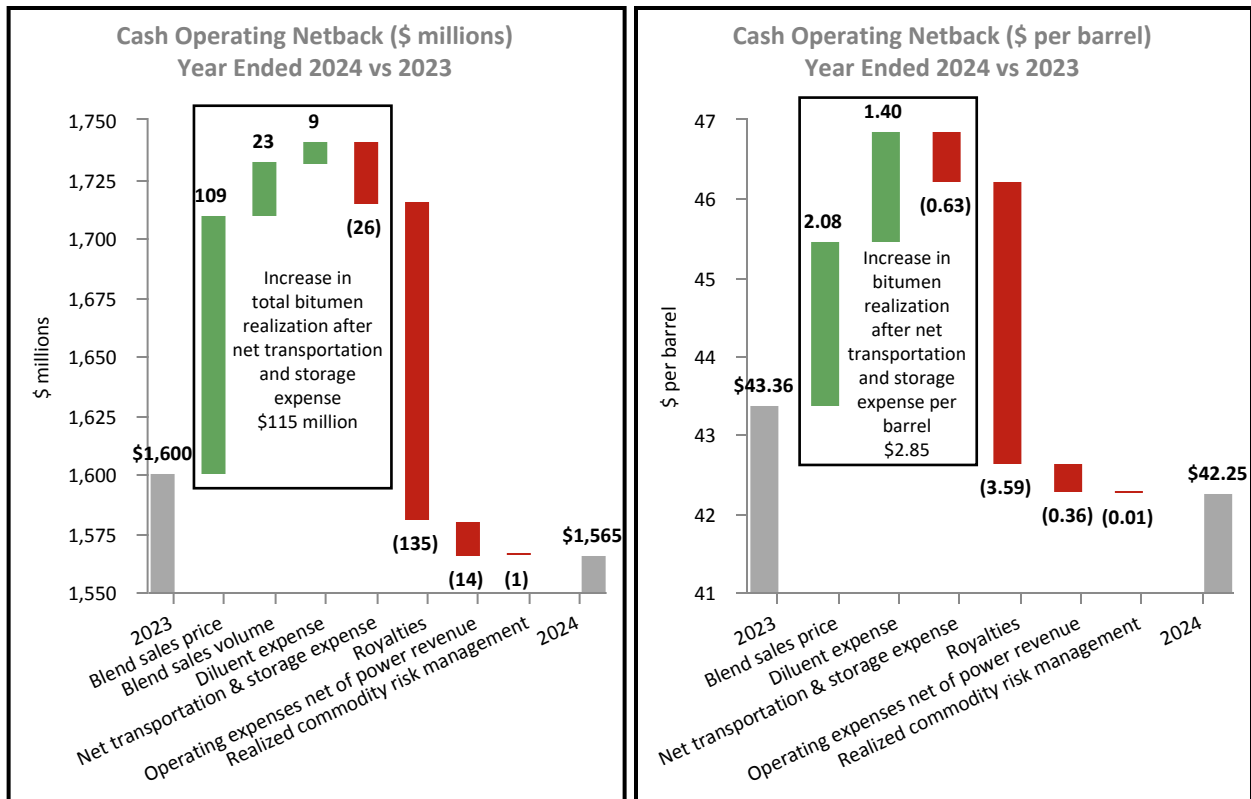 Cash Operating Netback ($ millions)
Year Ended 2024 vs 2023
$ millions
1,750
1,725
1,700
1,675
1,650
1,625
1,600
1,575
1,550
$1,600
109
23
9
(26)
Increase in
total bitumen
realization after
net transportation
and storage
expense
$115 million
(135)
(14)
(1)
$1,565
2023
Blend sales price
Blend sales volume
Diluent expense
Net transportation & storage expense
Royalties
Operating expenses net of power revenue
Realized commodity risk management
2024
Cash Operating Netback ($ per barrel)
Year Ended 2024 vs 2023
$ per barrel
47
46
45
44
43
42
41
$43.36
2.08
1.40
(0.63)
Increase in
bitumen
realization
after net
transportation
and storage
expense per
barrel
$2.85
(3.59)
(0.36)
(0.01)
$42.25
2023
Blend sales price
Diluent expense
Net transportation & storage expense
Royalties
Operating expenses net of power revenue
Realized commodity risk management
2024